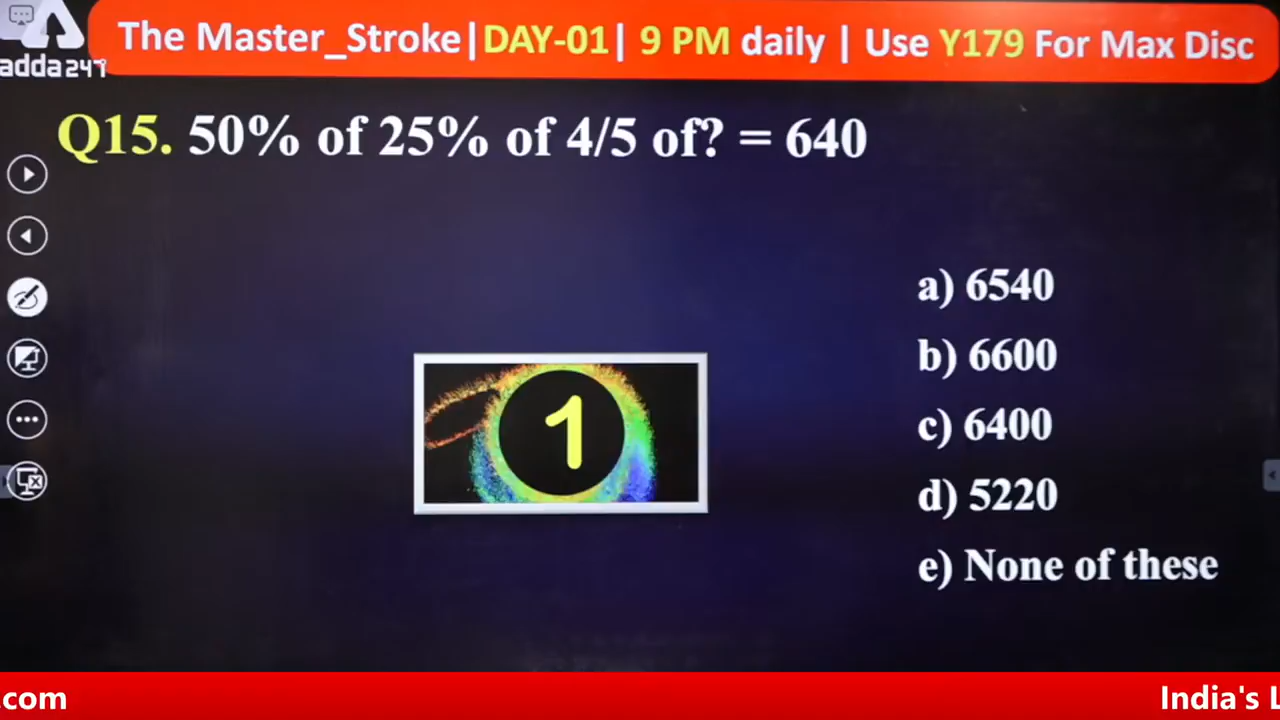 The Master_Stroke|DAY-01| 9 PM daily | Use Y179 For Max Disc
adda247
Q15. 50% of 25% of 4/5 of? = 640
a) 6540
b) 6600
c) 6400
d) 5220
e) None of these
1
.com
India's L